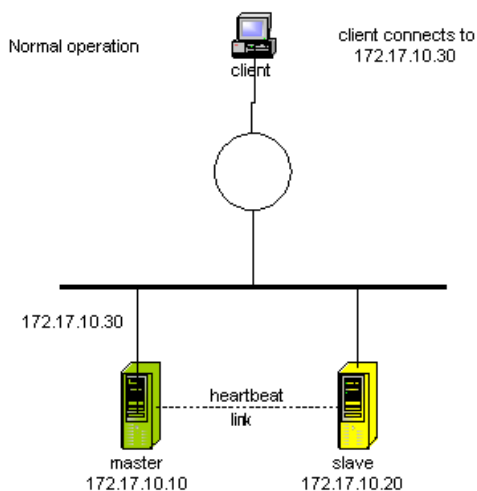 Normal operation
client connects to
172.17.10.30
client
172.17.10.30
heartbeat
link
master
172.17.10.10
slave
172.17.10.20